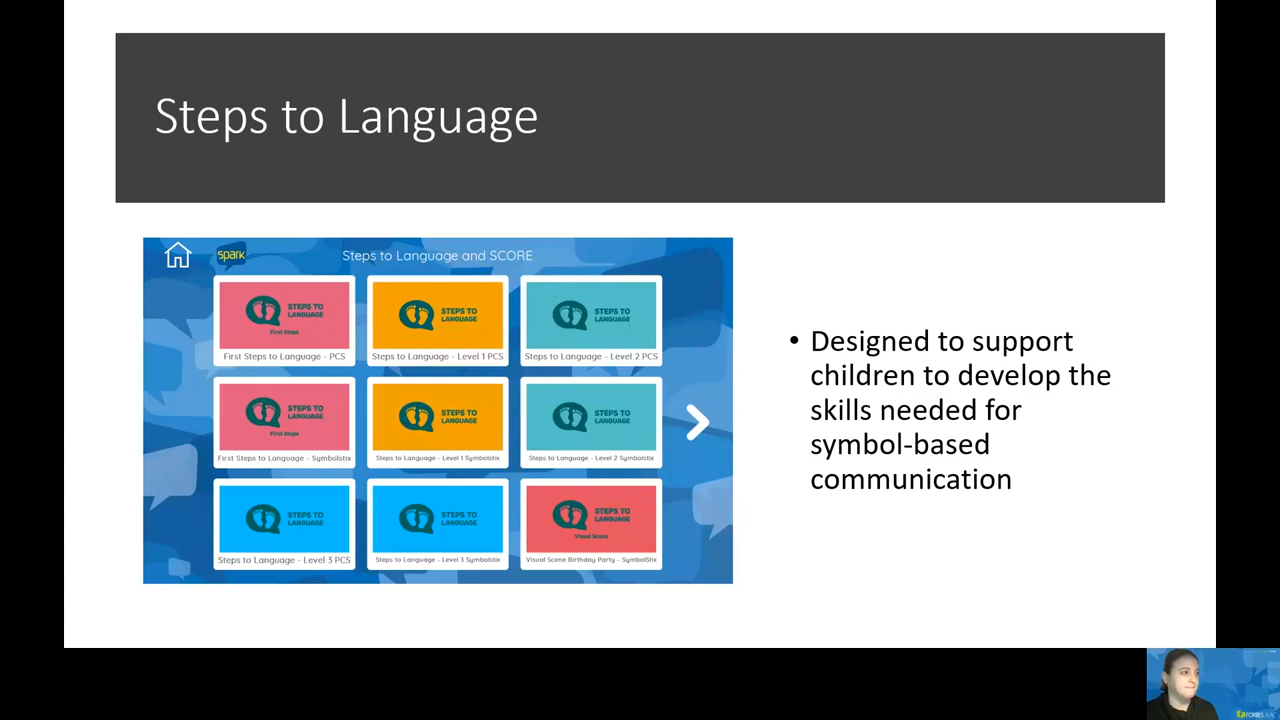 Steps to Language
spark
Steps to Language and SCORE
STEPS TO
LANGUAGE
First Steps
First Steps to Language - PCS
STEPS TO
LANGUAGE
Steps to Language - Level 1 PCS
STEPS TO
LANGUAGE
Steps to Language - Level 2 PCS
STEPS TO
LANGUAGE
First Steps
First Steps to Language - Symbolstix
STEPS TO
LANGUAGE
Steps to Language - Level 1 Symbolstix
STEPS TO
LANGUAGE
Steps to Language - Level 2 Symbolstix
STEPS TO
LANGUAGE
Steps to Language - Level 3 PCS
STEPS TO
LANGUAGE
Steps to Language - Level 3 Symbolstix
STEPS TO
LANGUAGE
Visual Scene
Visual Scene Birthday Party - SymbolStix
• Designed to support
children to develop the
skills needed for
symbol-based
communication
FORBES AAC